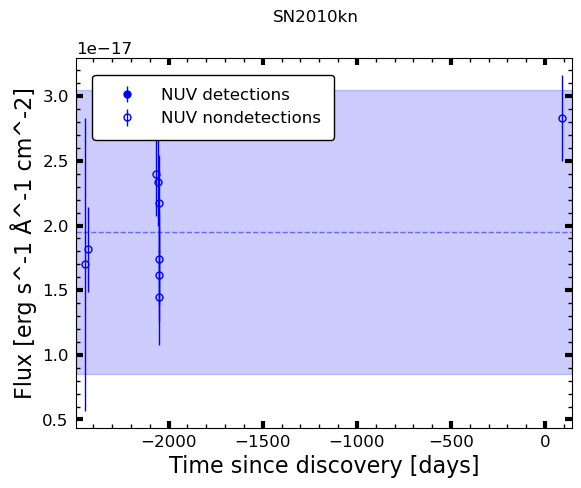 SN2010kn
1e−17
NUV detections
NUV nondetections
3.0
2.5
2.0
1.5
1.0
0.5
Flux [erg s^-1 Å^-1 cm^-2]
−2000
−1500
−1000
−500
0
Time since discovery [days]